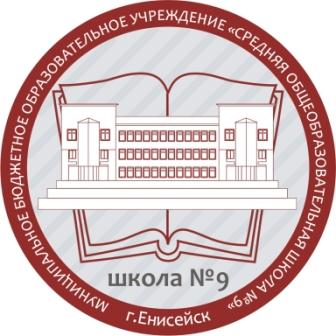 МУНИЦИПАЛЬНОЕ БЮДЖЕТНОЕ ОБРАЗОВАТЕЛЬНОЕ УЧРЕЖДЕНИЕ «СРЕДНЯЯ ОБЩЕОБРАЗОВАТЕЛЬНАЯ ШКОЛА №9»
школа №9
г.Енисейск